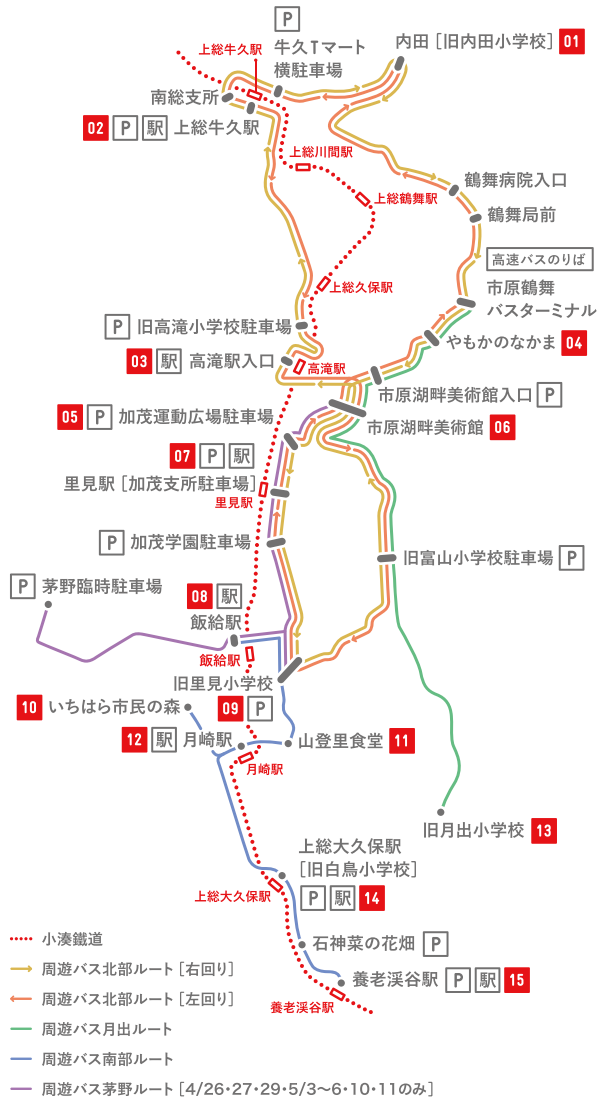 P
上総牛久駅
牛久Tマート
横駐車場
内田［旧内田小学校］ 01
南総支所
02 P 駅 上総牛久駅
上総川間駅
上総鶴舞駅
鶴舞病院入口
鶴舞局前
高速バスのりば
上総久保駅
市原鶴舞
バスターミナル
P 旧高滝小学校駐車場
やもかのなかま 04
03 駅 高滝駅入口
高滝駅
市原湖畔美術館入口 P
05 P 加茂運動広場駐車場
市原湖畔美術館 06
07 P 駅
里見駅［加茂支所駐車場］
里見駅
P 加茂学園駐車場
旧富山小学校駐車場 P
P 茅野臨時駐車場
08 駅
飯給駅
飯給駅
旧里見小学校
09 P
10 いちはら市民の森
12 駅 月崎駅
山登里食堂 11
月崎駅
旧月出小学校 13
上総大久保駅
［旧白鳥小学校］
P 駅 14
上総大久保駅
石神菜の花畑 P
養老渓谷駅 P 駅 15
養老渓谷駅
小湊鐵道
周遊バス北部ルート［右回り］
周遊バス北部ルート［左回り］
周遊バス月出ルート
周遊バス南部ルート
周遊バス茅野ルート［4/26・27・29・5/3〜6・10・11のみ］